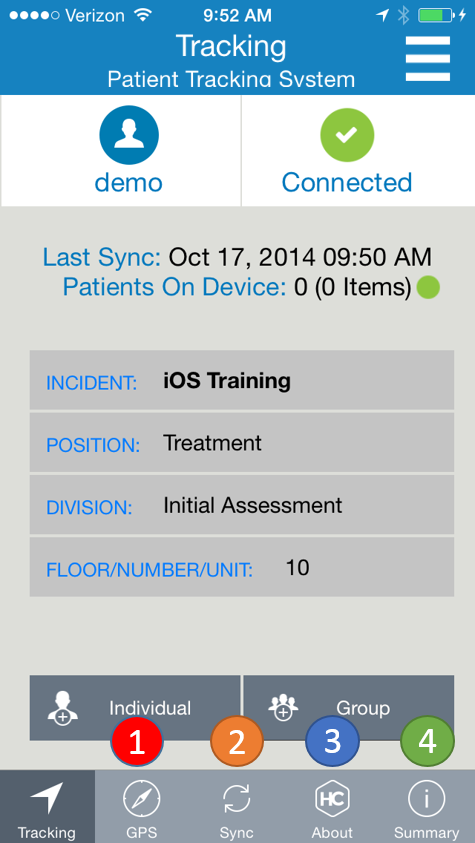 Verizon 9:52 AM
Tracking
Patient Tracking System
demo Connected
Last Sync: Oct 17, 2014 09:50 AM
Patients On Device: 0 (0 Items)
INCIDENT: iOS Training
POSITION: Treatment
DIVISION: Initial Assessment
FLOOR/NUMBER/UNIT: 10
Individual Group
1 2 3 4
HC i
Tracking GPS Sync About Summary